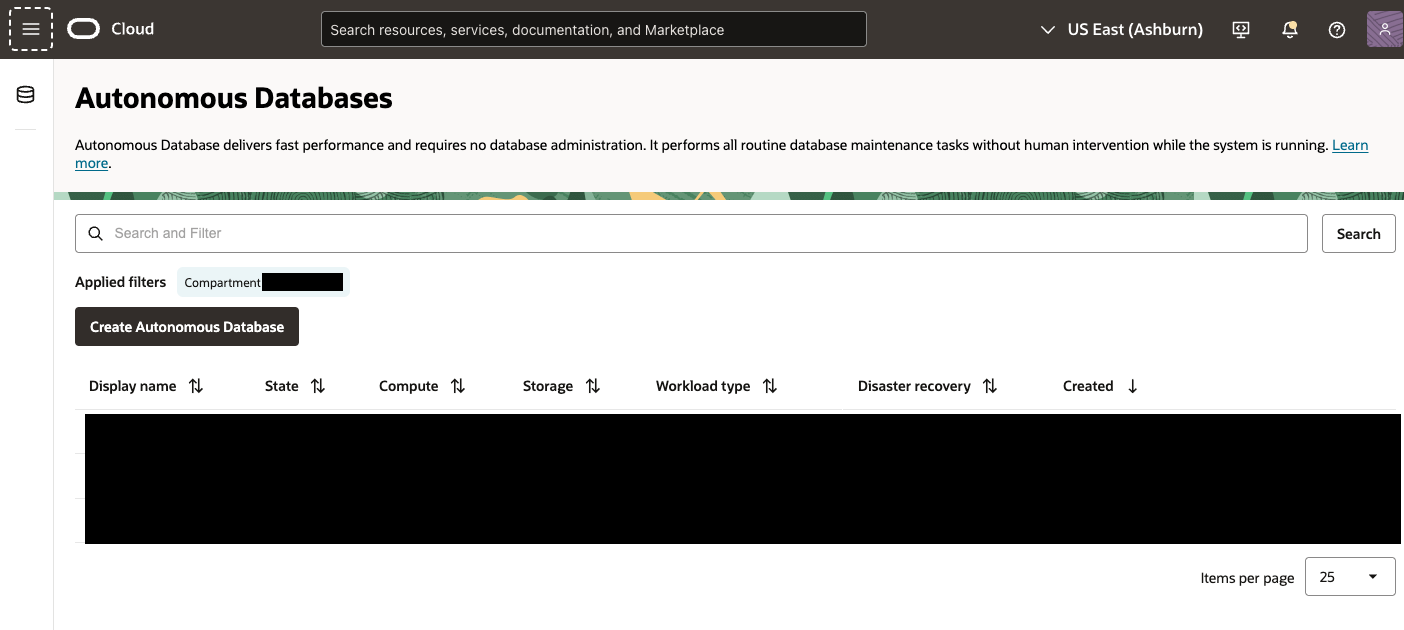 Cloud
Search resources, services, documentation, and Marketplace
US East (Ashburn)
Autonomous Databases
Autonomous Database delivers fast performance and requires no database administration. It performs all routine database maintenance tasks without human intervention while the system is running. Learn
more.
Search and Filter
Search
Applied filters
Compartment
Create Autonomous Database
Display name
State
Compute
Storage
Workload type
Disaster recovery
Created
Items per page
25